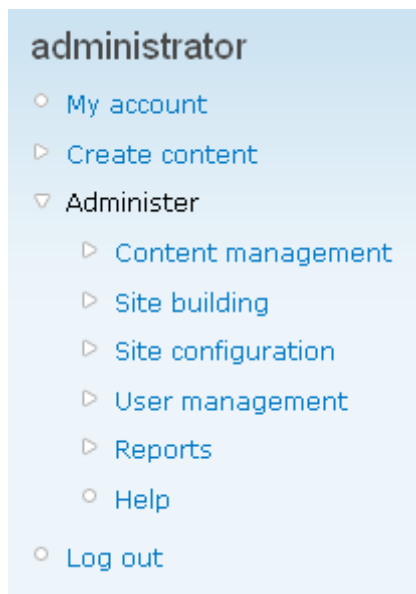 administrator
My account
Create content
Administer
Content management
Site building
Site configuration
User management
Reports
Help
Log out